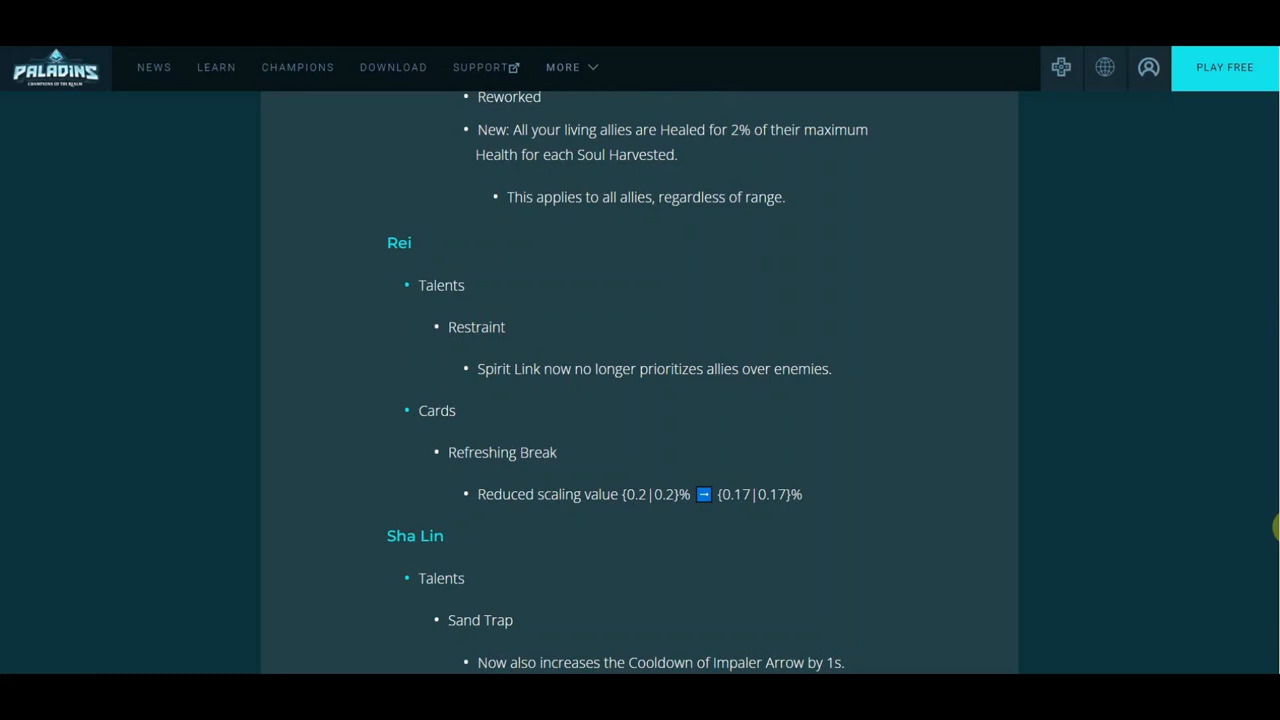 PALADINS
CHAMPIONS OF THE REALM
NEWS LEARN CHAMPIONS DOWNLOAD SUPPORT MORE PLAY FREE
• Reworked
• New: All your living allies are Healed for 2% of their maximum
Health for each Soul Harvested.
• This applies to all allies, regardless of range.
Rei
• Talents
• Restraint
• Spirit Link now no longer prioritizes allies over enemies.
• Cards
• Refreshing Break
• Reduced scaling value {0.2|0.2}% → {0.17|0.17}%
Sha Lin
• Talents
• Sand Trap
• Now also increases the Cooldown of Impaler Arrow by 1s.